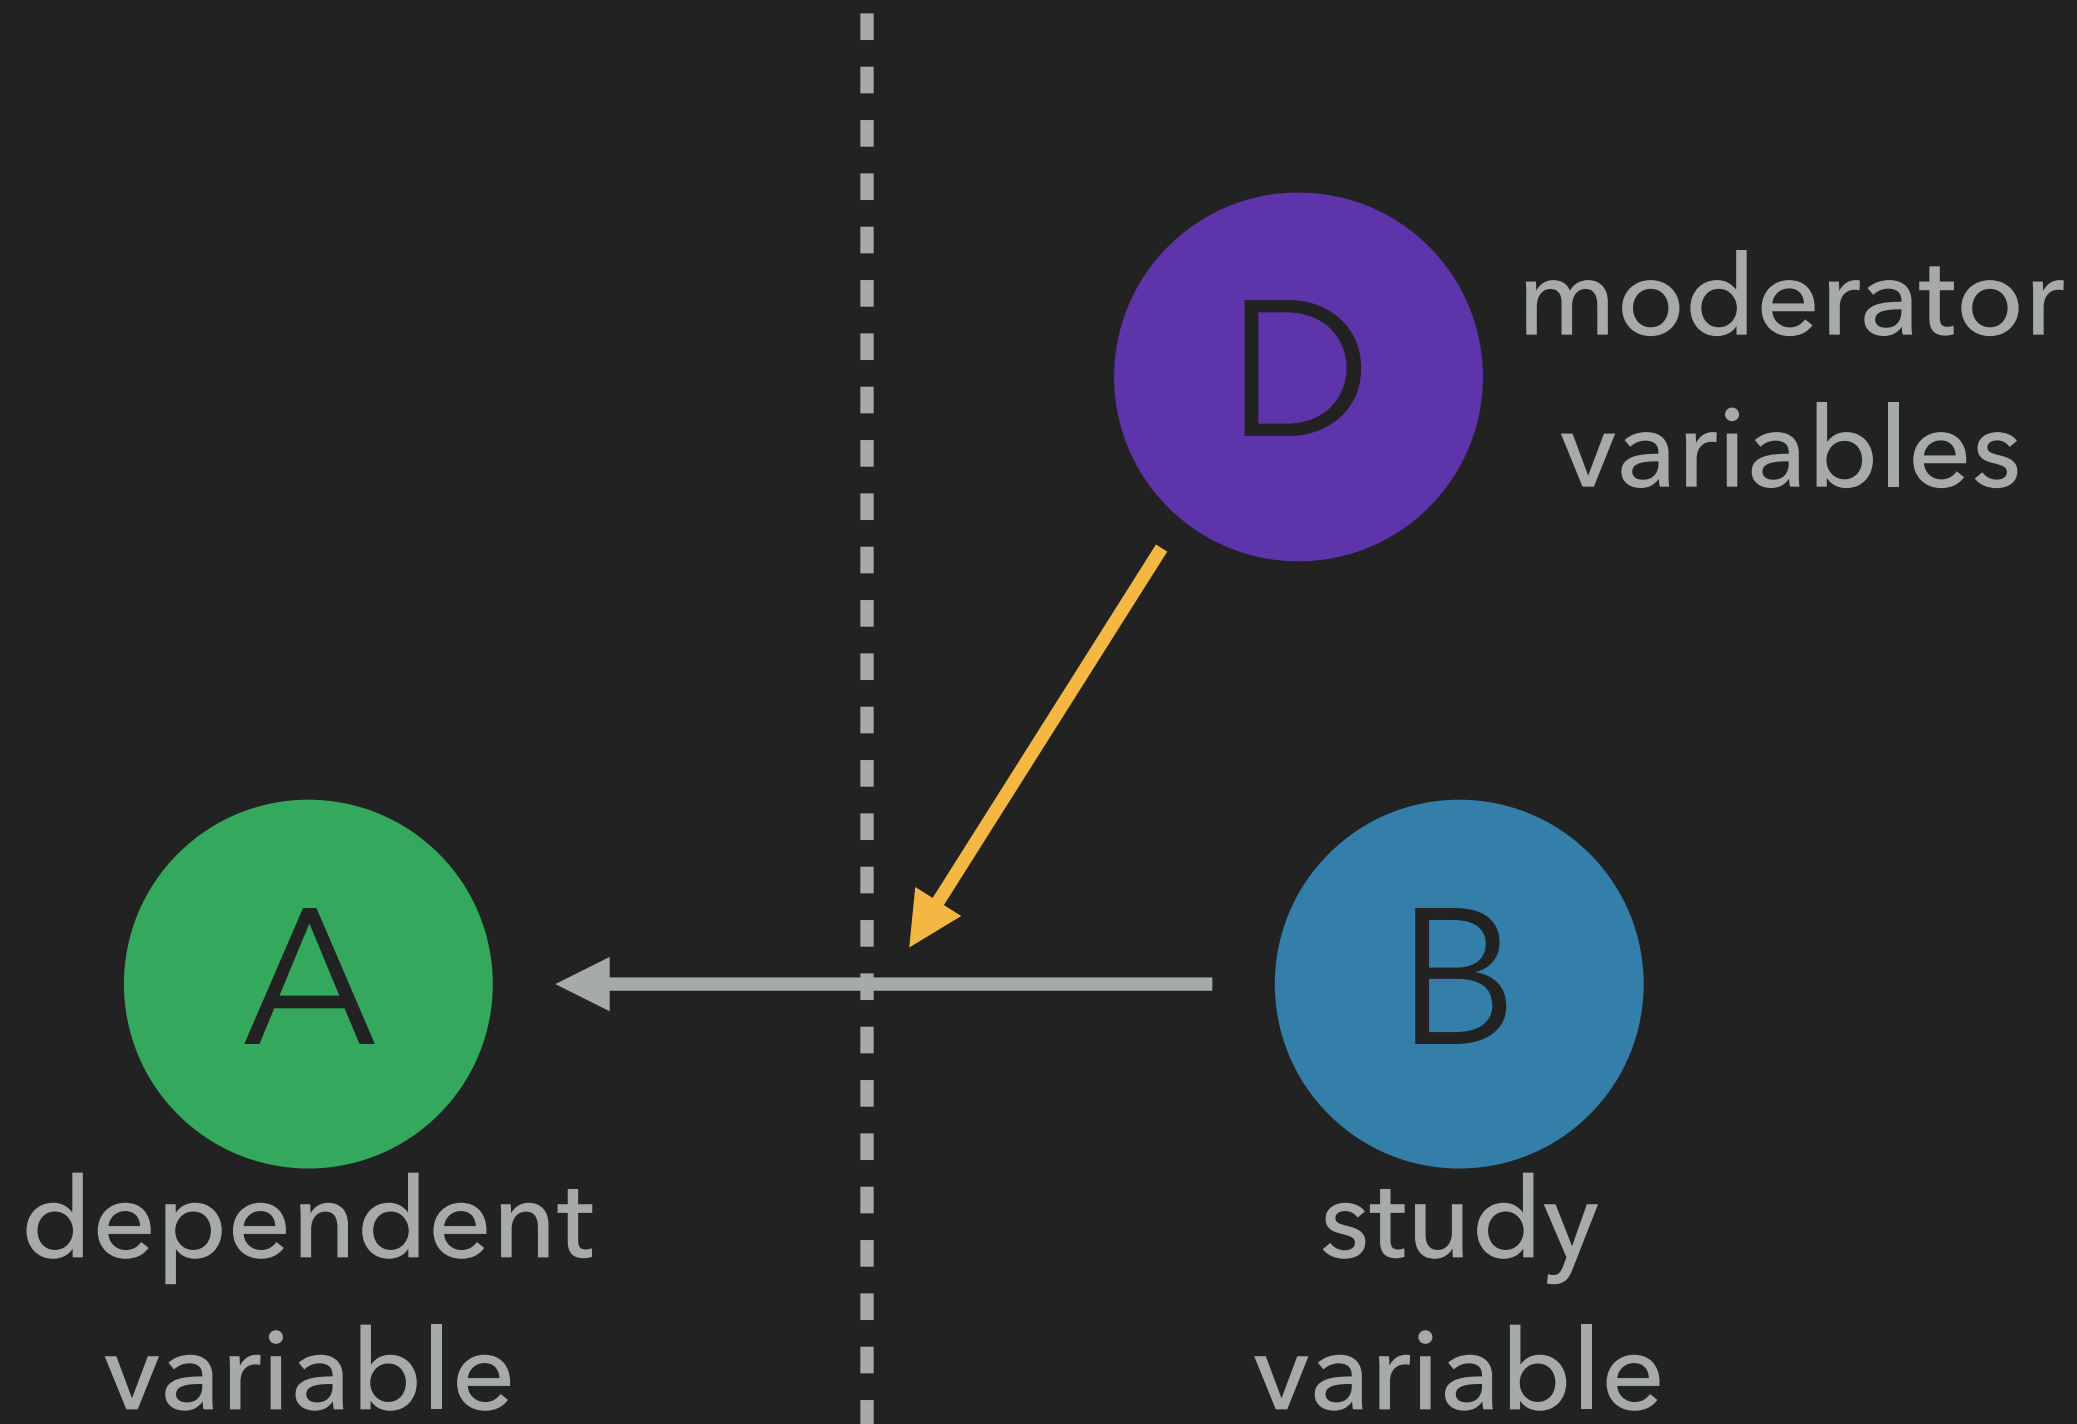 D
moderator
variables
A
B
dependent
variable
study
variable